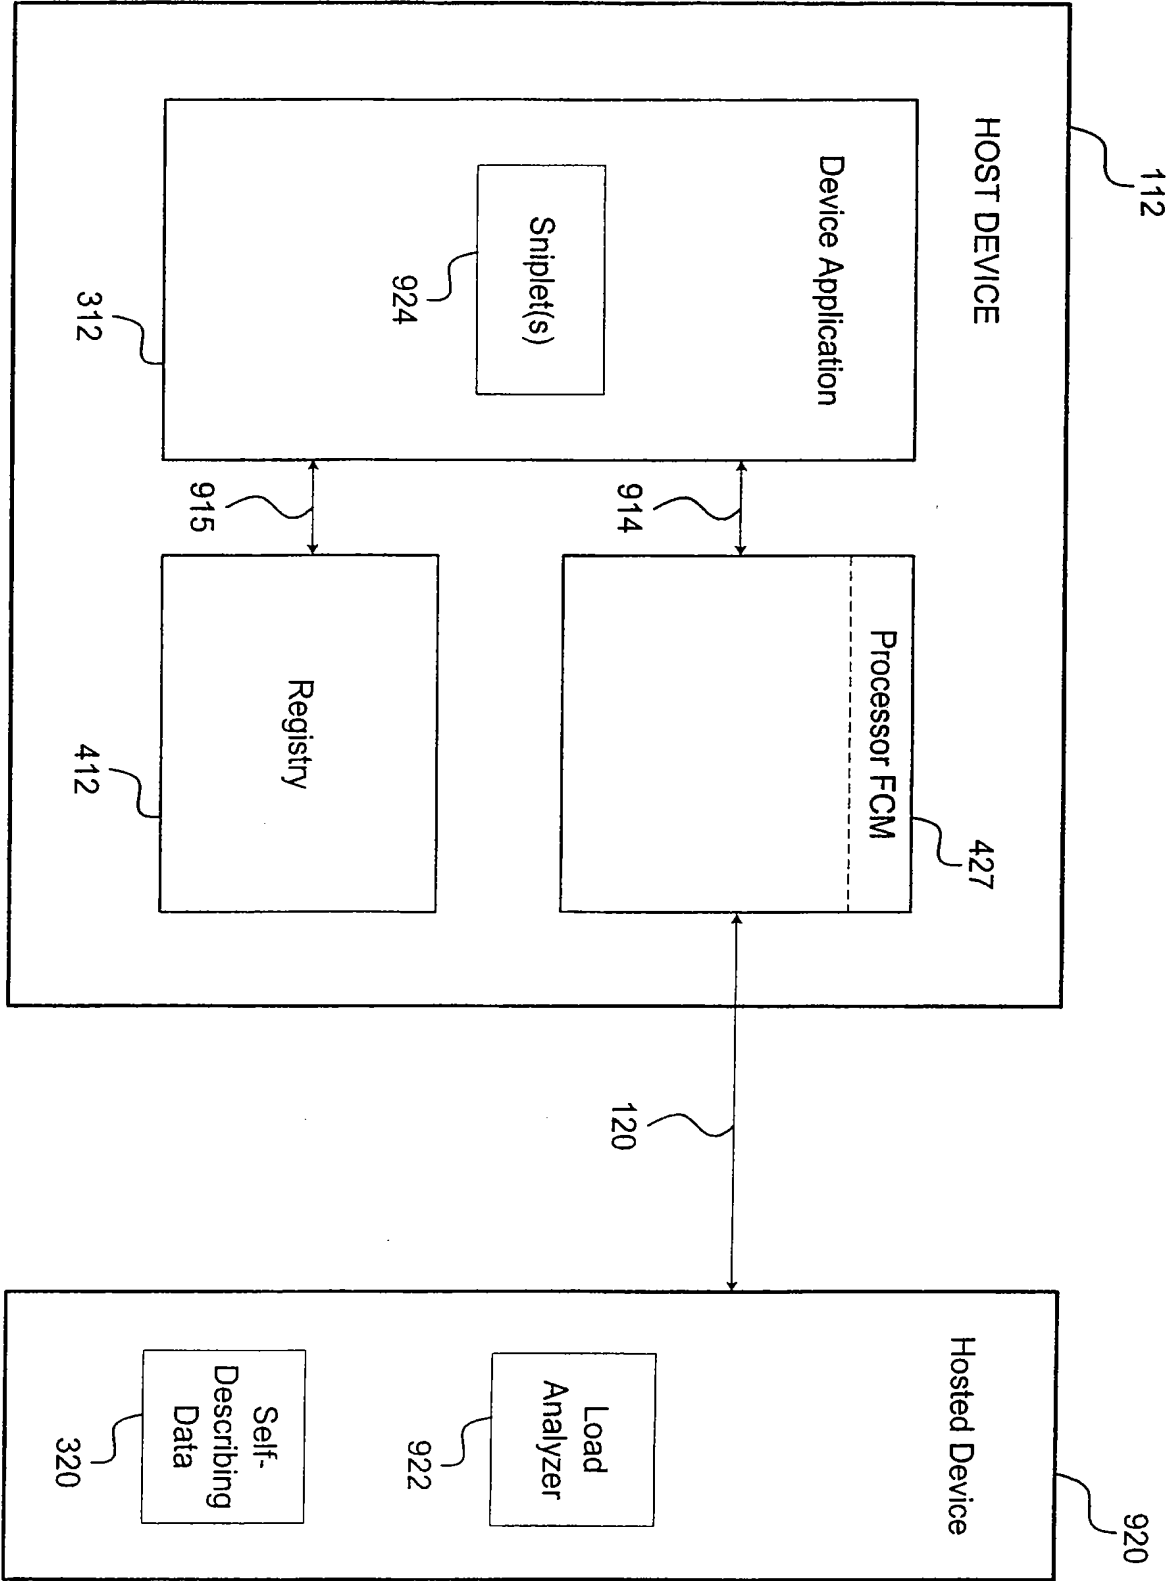 112
HOST DEVICE
Device Application
Sniplet(s)
924
312
914
915
Processor FCM
427
Registry
412
120
Hosted Device
920
Load
Analyzer
922
Self-
Describing
Data
320